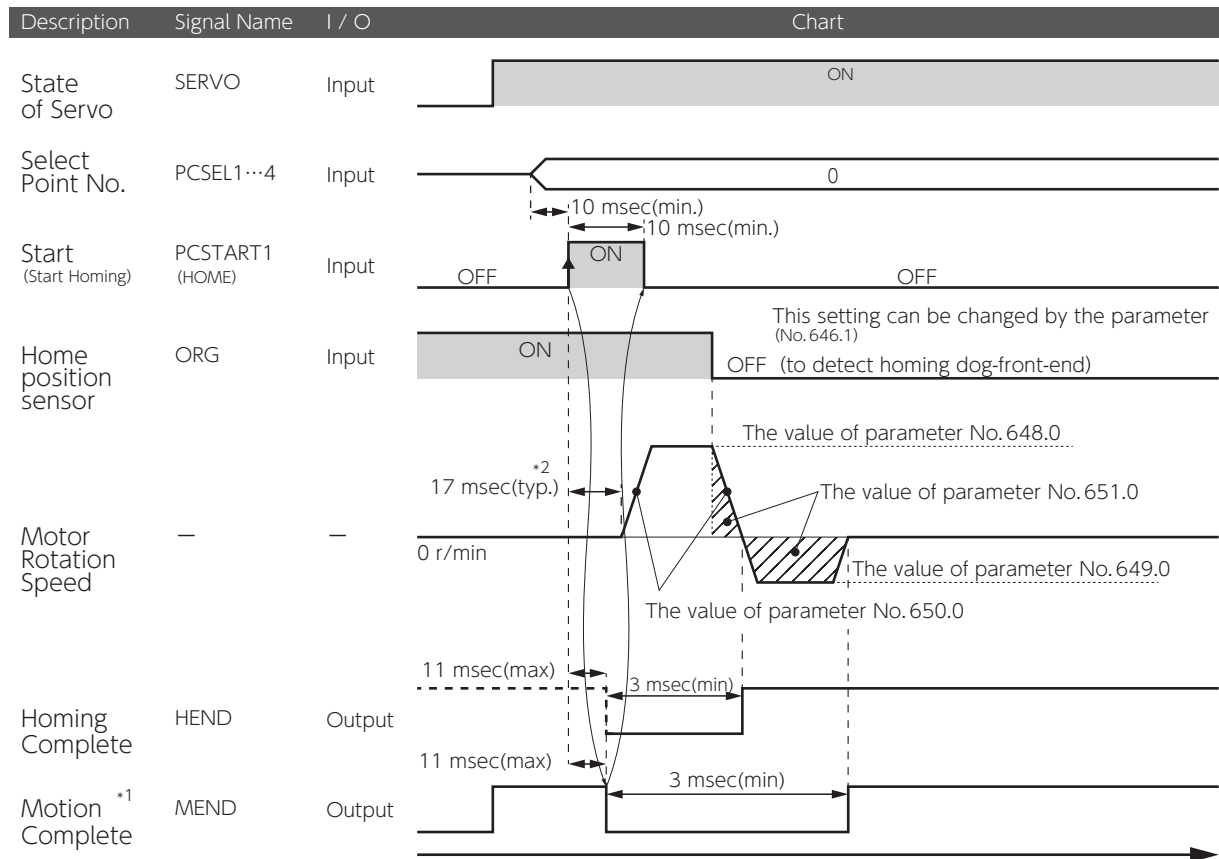 Description Signal Name I / O Chart
State
of Servo
SERVO
Input
ON
Select
Point No.
PCSEL1…4
Input
0
10 msec(min.)
10 msec(min.)
Start
(Start Homing)
PCSTART1
(HOME)
Input
OFF
ON
OFF
This setting can be changed by the parameter
(No.646.1)
Home
position
sensor
ORG
Input
ON
OFF (to detect homing dog-front-end)
The value of parameter No.648.0
*2
17 msec(typ.)
The value of parameter No.651.0
Motor
Rotation
Speed
—
—
0 r/min
The value of parameter No.649.0
The value of parameter No.650.0
11 msec(max)
3 msec(min)
Homing
Complete
HEND
Output
11 msec(max)
3 msec(min)
Motion *1
Complete
MEND
Output